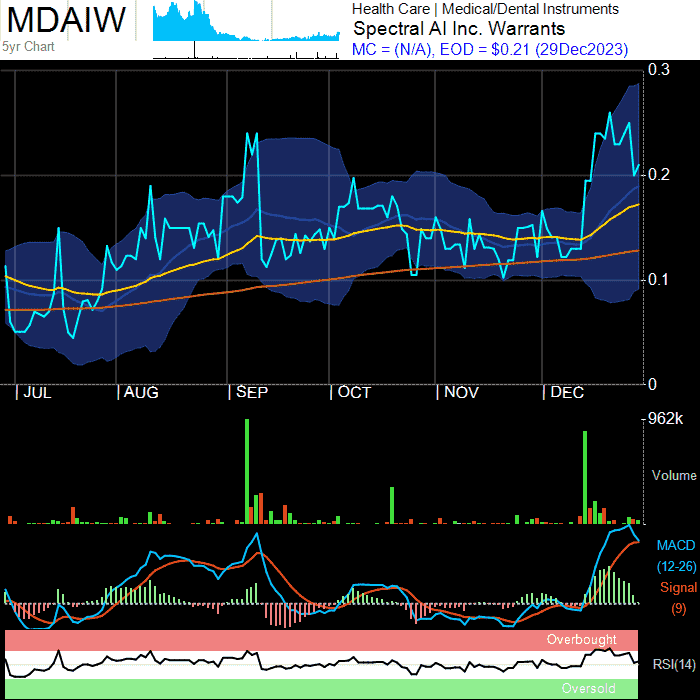 MDAIW
5yr Chart
Health Care | Medical/Dental Instruments
Spectral AI Inc. Warrants
MC = (N/A), EOD = $0.21 (29Dec2023)
0.3
0.2
0.1
0
| JUL | AUG | SEP | OCT | NOV | DEC
962k
Volume
MACD
(12-26)
Signal
(9)
Overbought
RSI(14)
Oversold